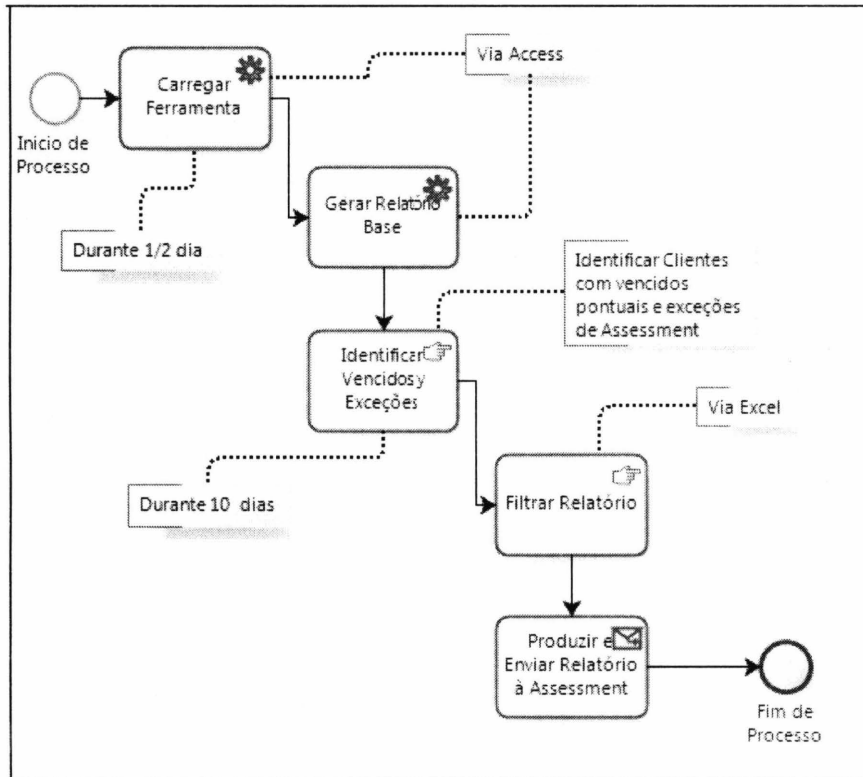 Via Access
Carregar
Ferramenta
Inicio de
Processo
Gerar Relatório
Base
Durante 1/2 dia
Identificar Clientes
com vencidos
pontuais e exceções
de Assessment
Identificar
Vencidos y
Exceções
Via Excel
Durante 10 dias
Filtrar Relatório
Produzir e
Enviar Relatório
à Assessment
Fim de
Processo